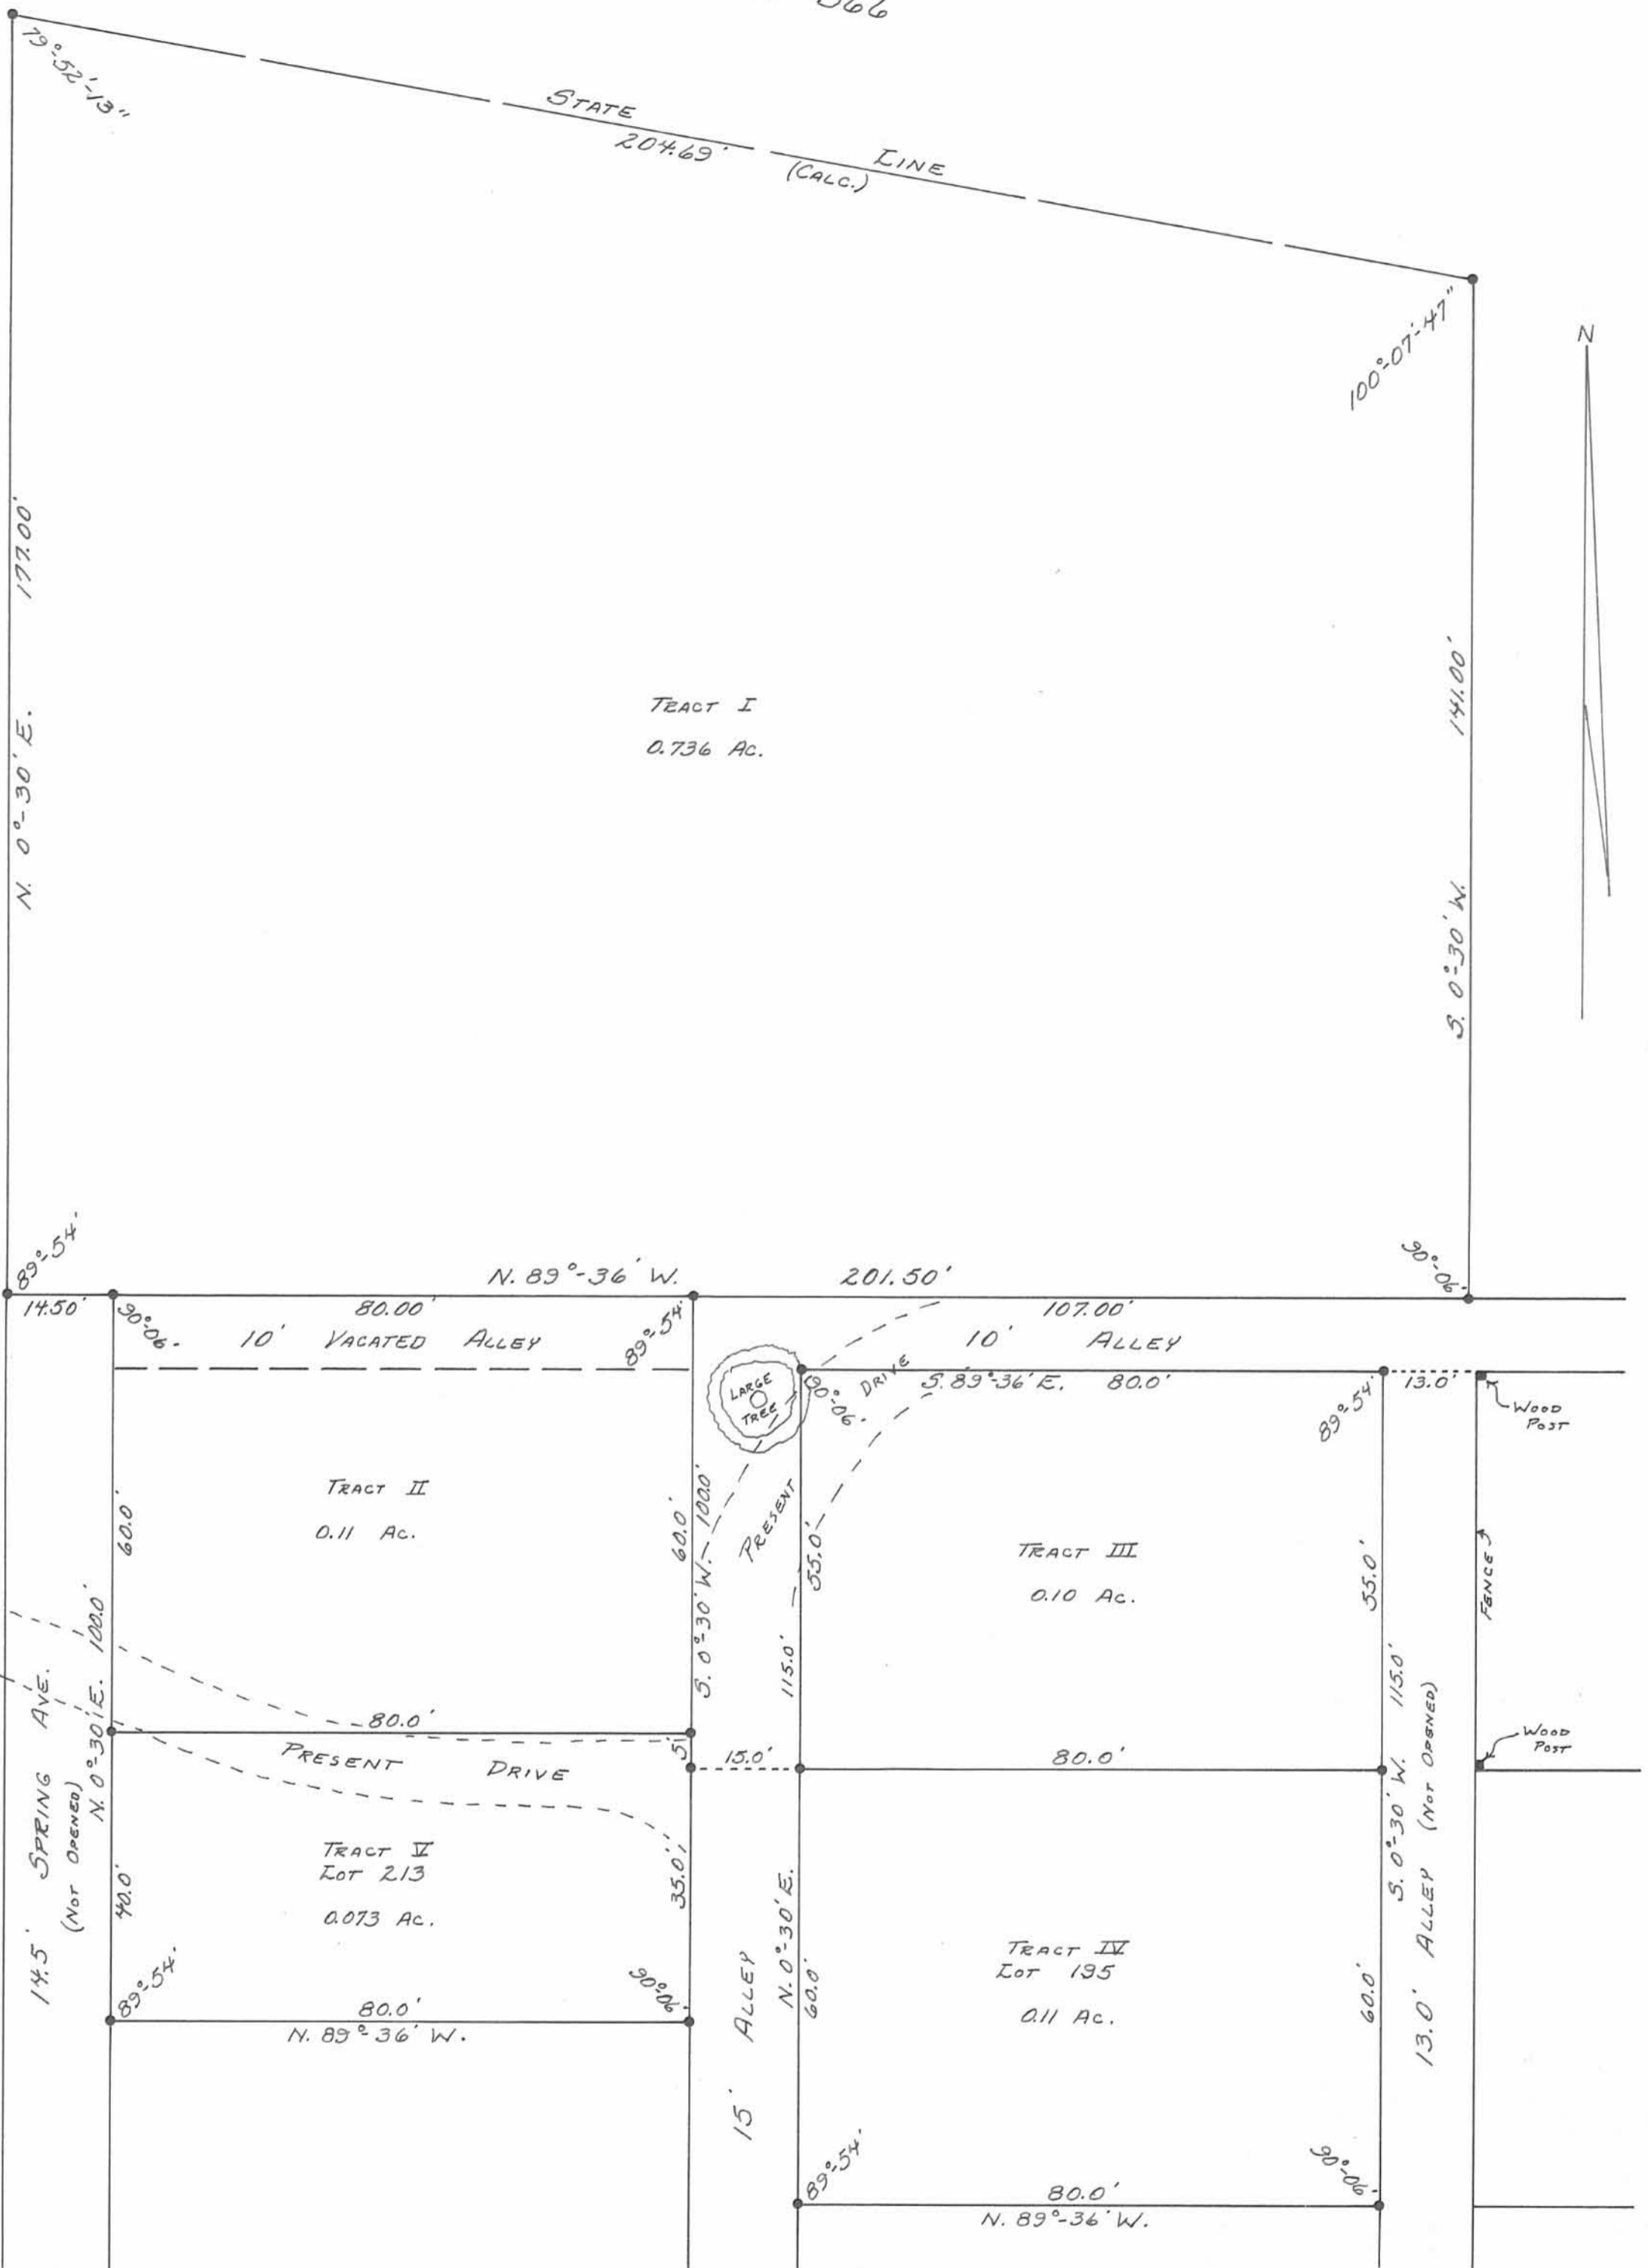 366
79°-52'-13"
STATE
204.69'
(CALC.)
LINE
100°-07'-47"
N
N. 0°-30' E. 177.00'
TRACT I
0.736 AC.
S. 0°-30' W. 141.00'
89°-54'
N. 89°-36' W. 201.50'
90°-06'
14.50'
80.00'
107.00'
90°-06'
10' VACATED ALLEY
89°-54'
10' ALLEY
LARGE
TREE
90°-06'
PRESENT DRIVE
S. 89°-36' E. 80.0'
89°-54'
13.0'
WOOD
POST
TRACT II
0.11 AC.
60.0'
60.0'
S. 0°-30' W. - 100.0'
55.0'
TRACT III
0.10 AC.
55.0'
FENCE
N. 0°-30' E. 100.0'
115.0'
S. 0°-30' W. 115.0'
80.0'
PRESENT DRIVE
5'
15.0'
80.0'
WOOD
POST
14.5' SPRING AVE.
(NOT OPENED)
40.0'
TRACT V
LOT 213
0.073 AC.
35.0'
15' ALLEY
N. 0°-30' E.
60.0'
TRACT IV
LOT 195
0.11 AC.
60.0'
13.0' ALLEY (NOT OPENED)
89°-54'
80.0'
90°-06'
N. 89°-36' W.
89°-54'
80.0'
90°-06'
N. 89°-36' W.